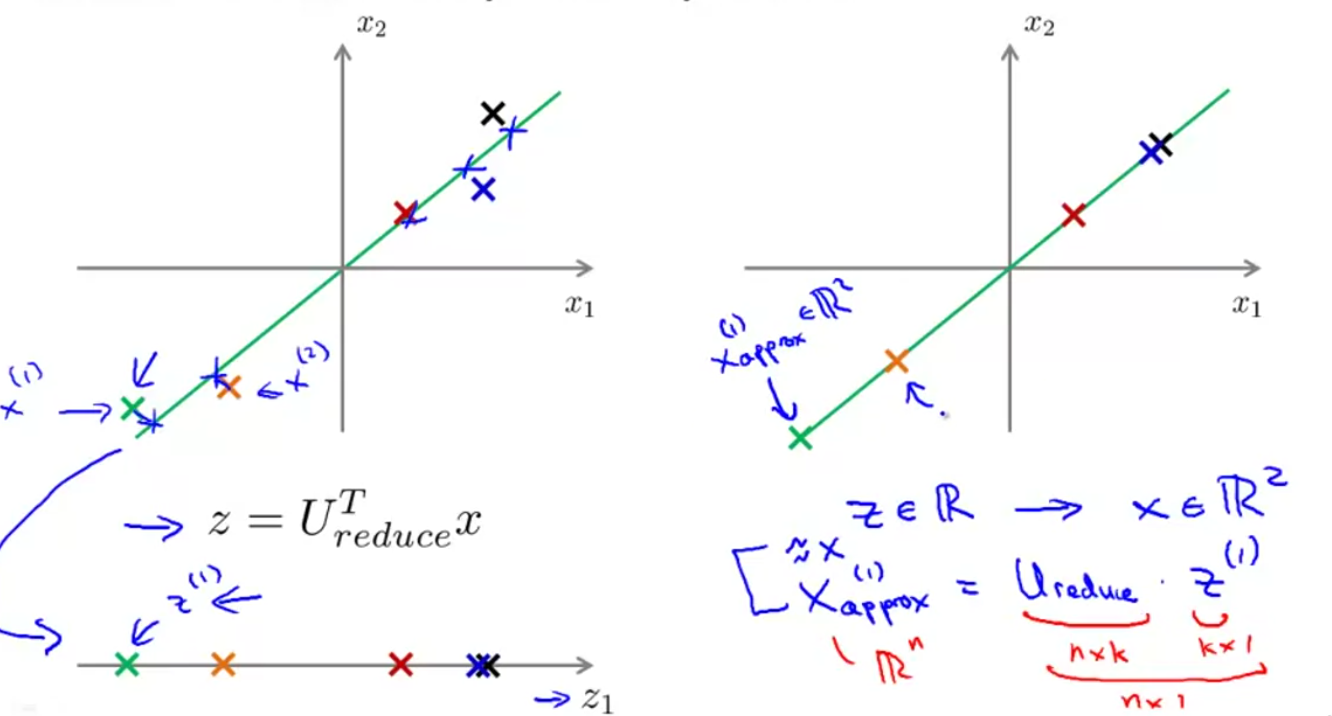 x₂
x₁
x⁽¹⁾ →
← x⁽²⁾
→ z = Uᵀ_reduce x
z⁽¹⁾ ←
→ z₁
x₂
x₁
x⁽¹⁾approx ∈ ℝ²
z ∈ ℝ → x ∈ ℝ²
≈ x
X⁽¹⁾approx = Ureduce · z⁽¹⁾
ℝⁿ
n×k
k×1
n×1